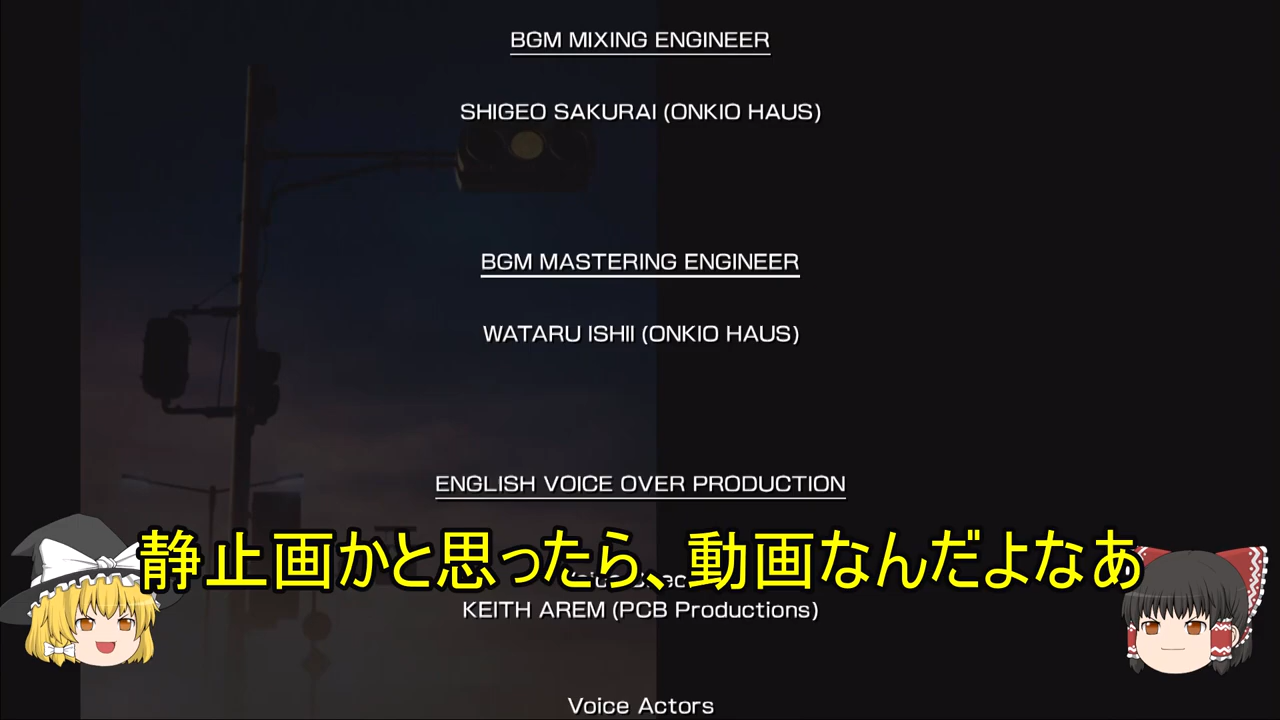 BGM MIXING ENGINEER
SHIGEO SAKURAI (ONKIO HAUS)
BGM MASTERING ENGINEER
WATARU ISHII (ONKIO HAUS)
ENGLISH VOICE OVER PRODUCTION
静止画かと思ったら、動画なんだよなあ
KEITH AREM (PCB Productions)
Voice Actors